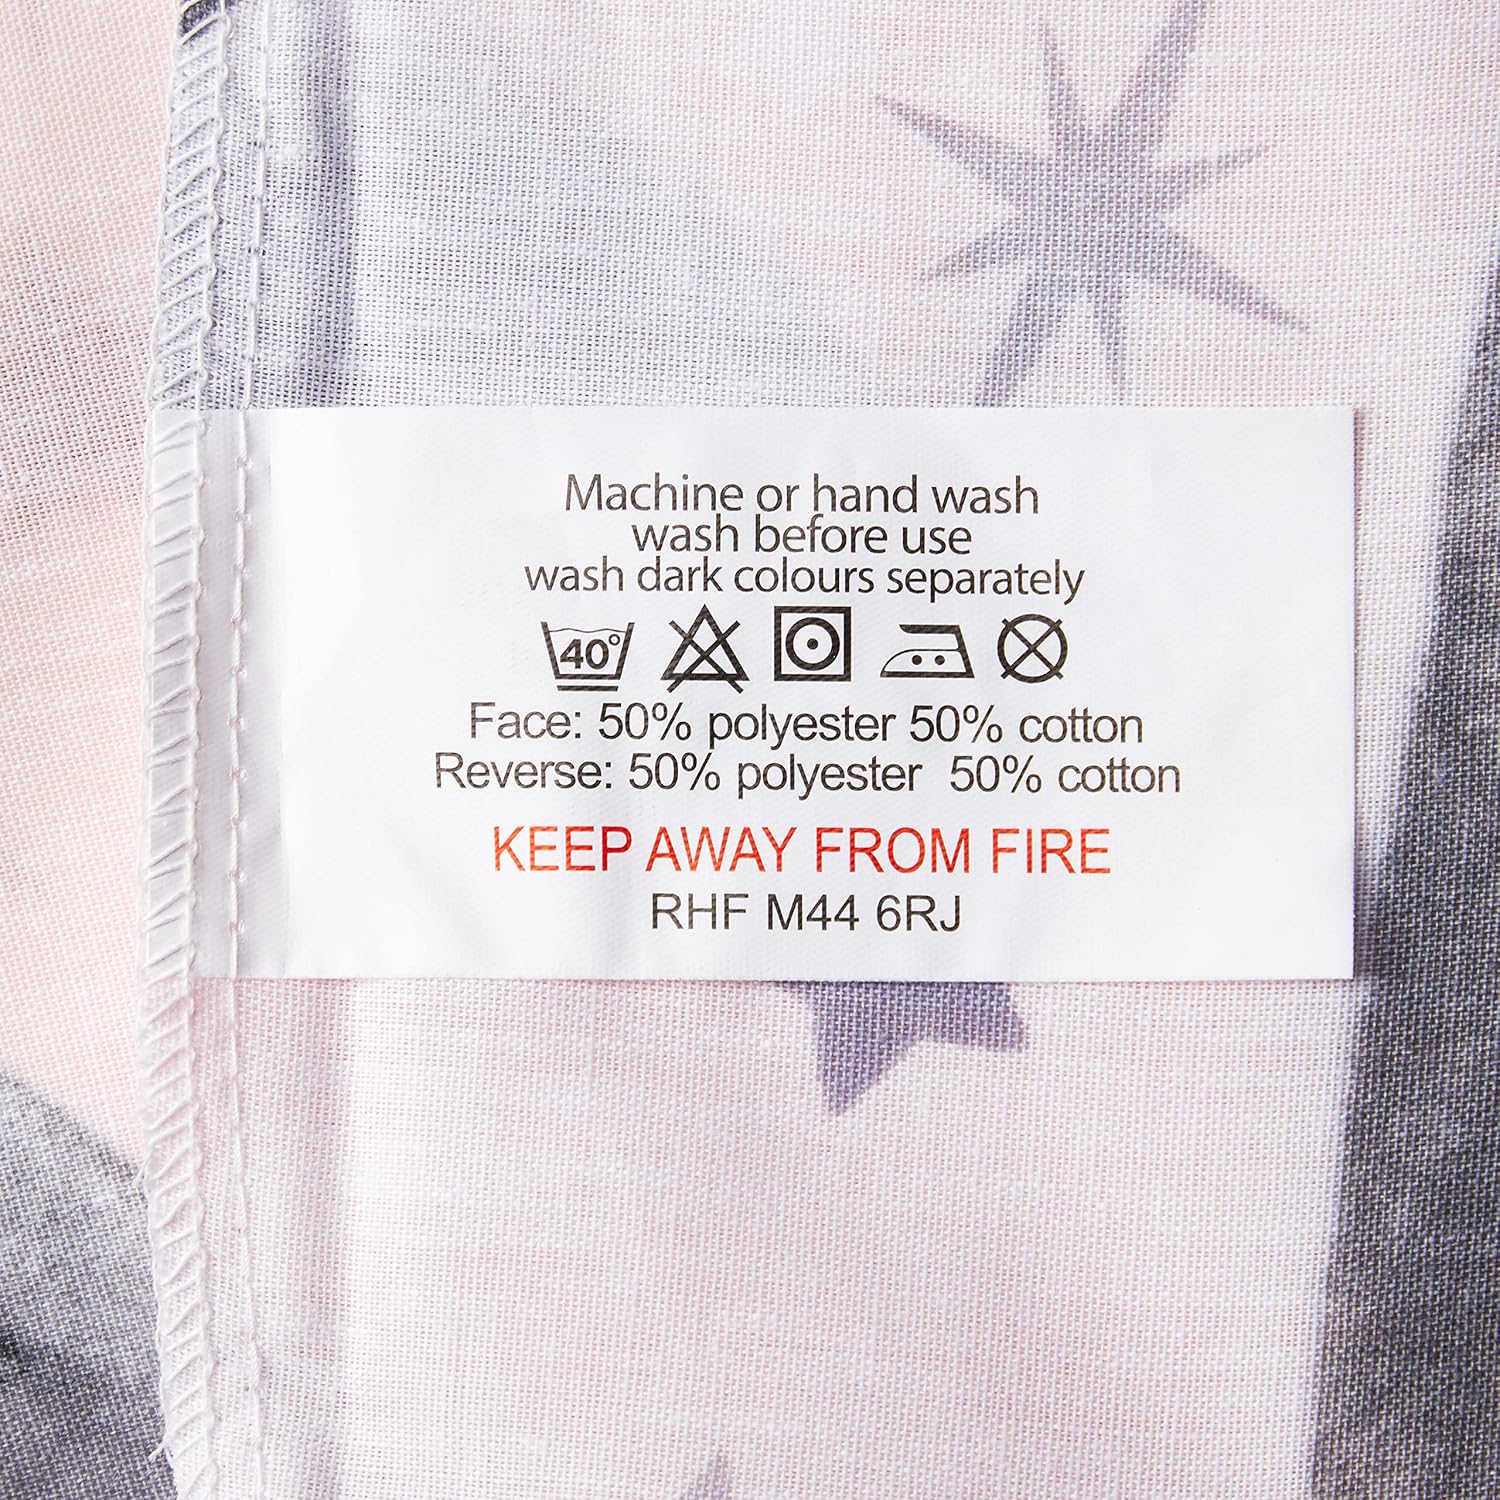 Machine or hand wash
wash before use
wash dark colours separately
40°
Face: 50% polyester 50% cotton
Reverse: 50% polyester 50% cotton
KEEP AWAY FROM FIRE
RHF M44 6RJ